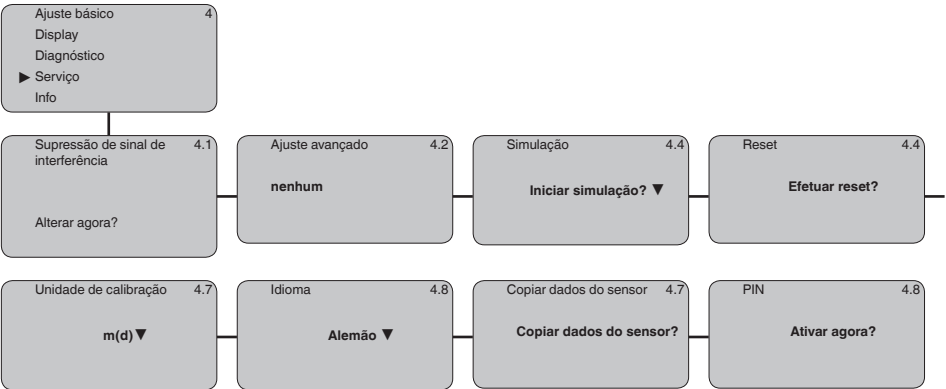 Ajuste básico 4
Display
Diagnóstico
▶ Serviço
Info
Supressão de sinal de 4.1
interferência
Alterar agora?
Ajuste avançado 4.2
nenhum
Simulação 4.4
Iniciar simulação? ▼
Reset 4.4
Efetuar reset?
Unidade de calibração 4.7
m(d) ▼
Idioma 4.8
Alemão ▼
Copiar dados do sensor 4.7
Copiar dados do sensor?
PIN 4.8
Ativar agora?